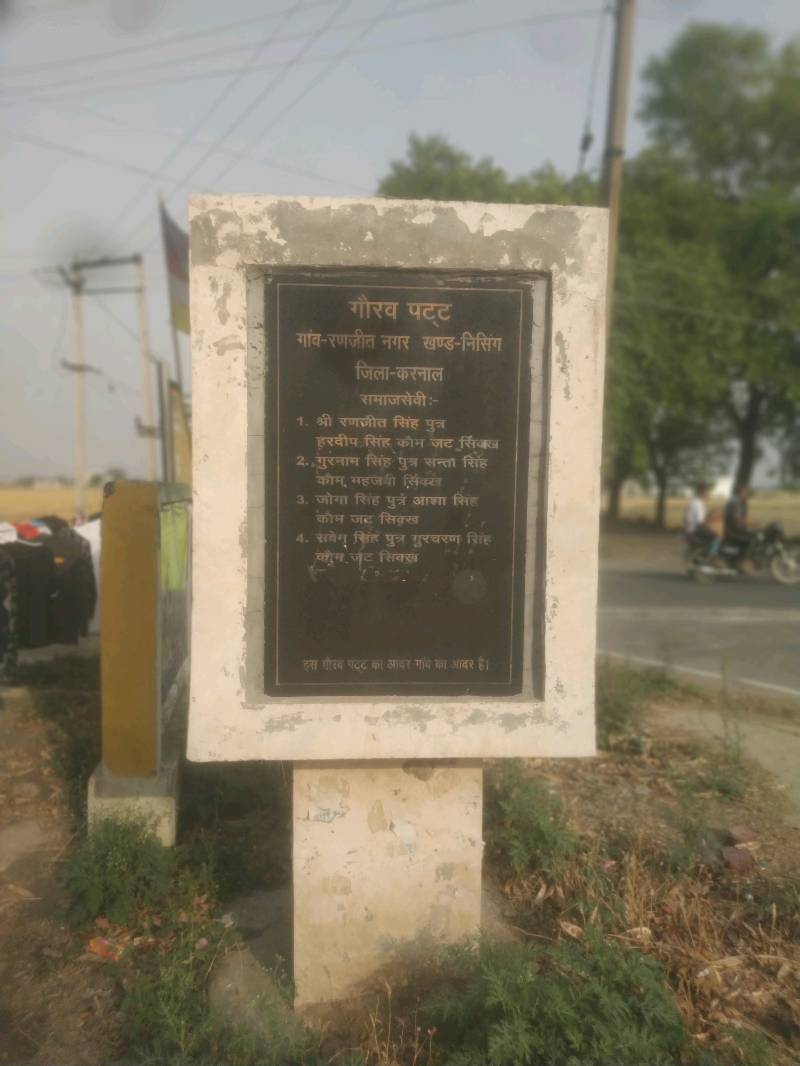 गौरव पट्ट
गांव-रणजीत नगर खण्ड-निसिंग
जिला-करनाल
समाजसेवी:-
1. श्री रणजीत सिंह पुत्र
हरदीप सिंह कौम जट सिक्ख
2. गुरनाम सिंह पुत्र सन्ता सिंह
कौम महजबी सिक्ख
3. जोगा सिंह पुत्र आशा सिंह
कौम जट सिक्ख
4. सवेग सिंह पुत्र गुरचरण सिंह
कौम जट सिक्ख
इस गौरव पट्ट का आदर गांव का आदर है।